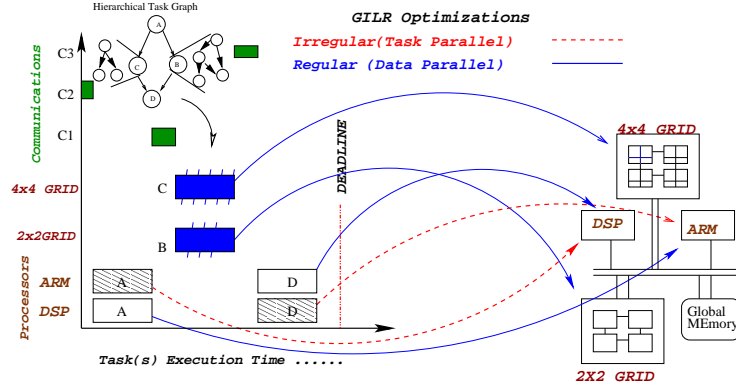 Hierarchical Task Graph
GILR Optimizations
Irregular(Task Parallel)
Regular (Data Parallel)
A
C
B
D
Communications
C3
C2
C1
4x4 GRID
C
2x2GRID
B
Processors
ARM
A
D
DSP
A
D
DEADLINE
Task(s) Execution Time ......
4x4 GRID
DSP
ARM
Global
MEmory
2X2 GRID